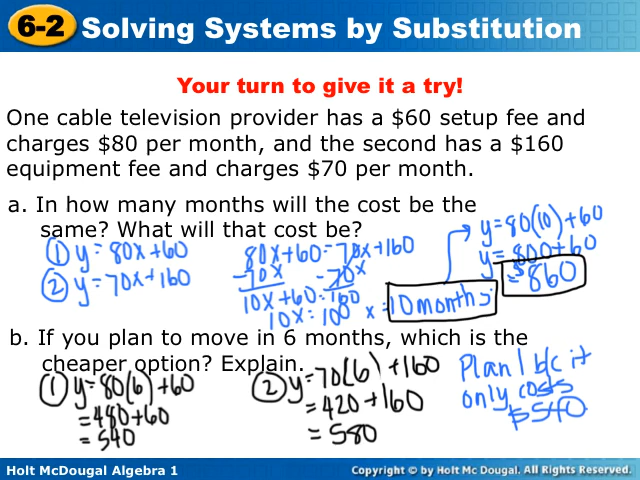 6-2 Solving Systems by Substitution
Your turn to give it a try!
One cable television provider has a $60 setup fee and
charges $80 per month, and the second has a $160
equipment fee and charges $70 per month.
a. In how many months will the cost be the
same? What will that cost be?
① y = 80x + 60
② y = 70x + 160
80x + 60 = 70x + 160
-70x -70x
10x + 60 = 160
10x = 100
x = 10 months
y = 80(10) + 60
y = 800 + 60
= $860
b. If you plan to move in 6 months, which is the
cheaper option? Explain.
① y = 80(6) + 60
= 480 + 60
= 540
② y = 70(6) + 160
= 420 + 160
= 580
Plan 1 b/c it
only costs
$540
Holt McDougal Algebra 1
Copyright © by Holt Mc Dougal. All Rights Reserved.